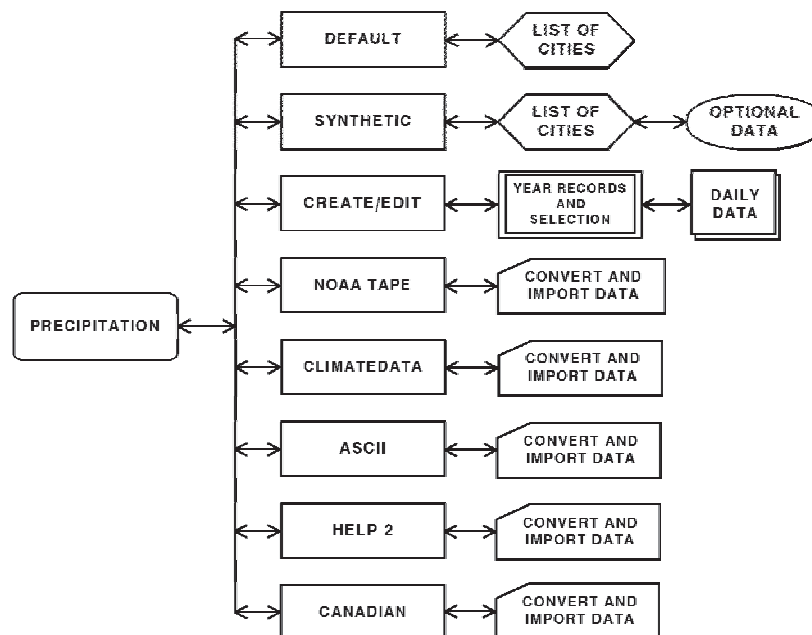 DEFAULT
LIST OF
CITIES
SYNTHETIC
LIST OF
CITIES
OPTIONAL
DATA
CREATE/EDIT
YEAR RECORDS
AND
SELECTION
DAILY
DATA
NOAA TAPE
CONVERT AND
IMPORT DATA
PRECIPITATION
CLIMATEDATA
CONVERT AND
IMPORT DATA
ASCII
CONVERT AND
IMPORT DATA
HELP 2
CONVERT AND
IMPORT DATA
CANADIAN
CONVERT AND
IMPORT DATA